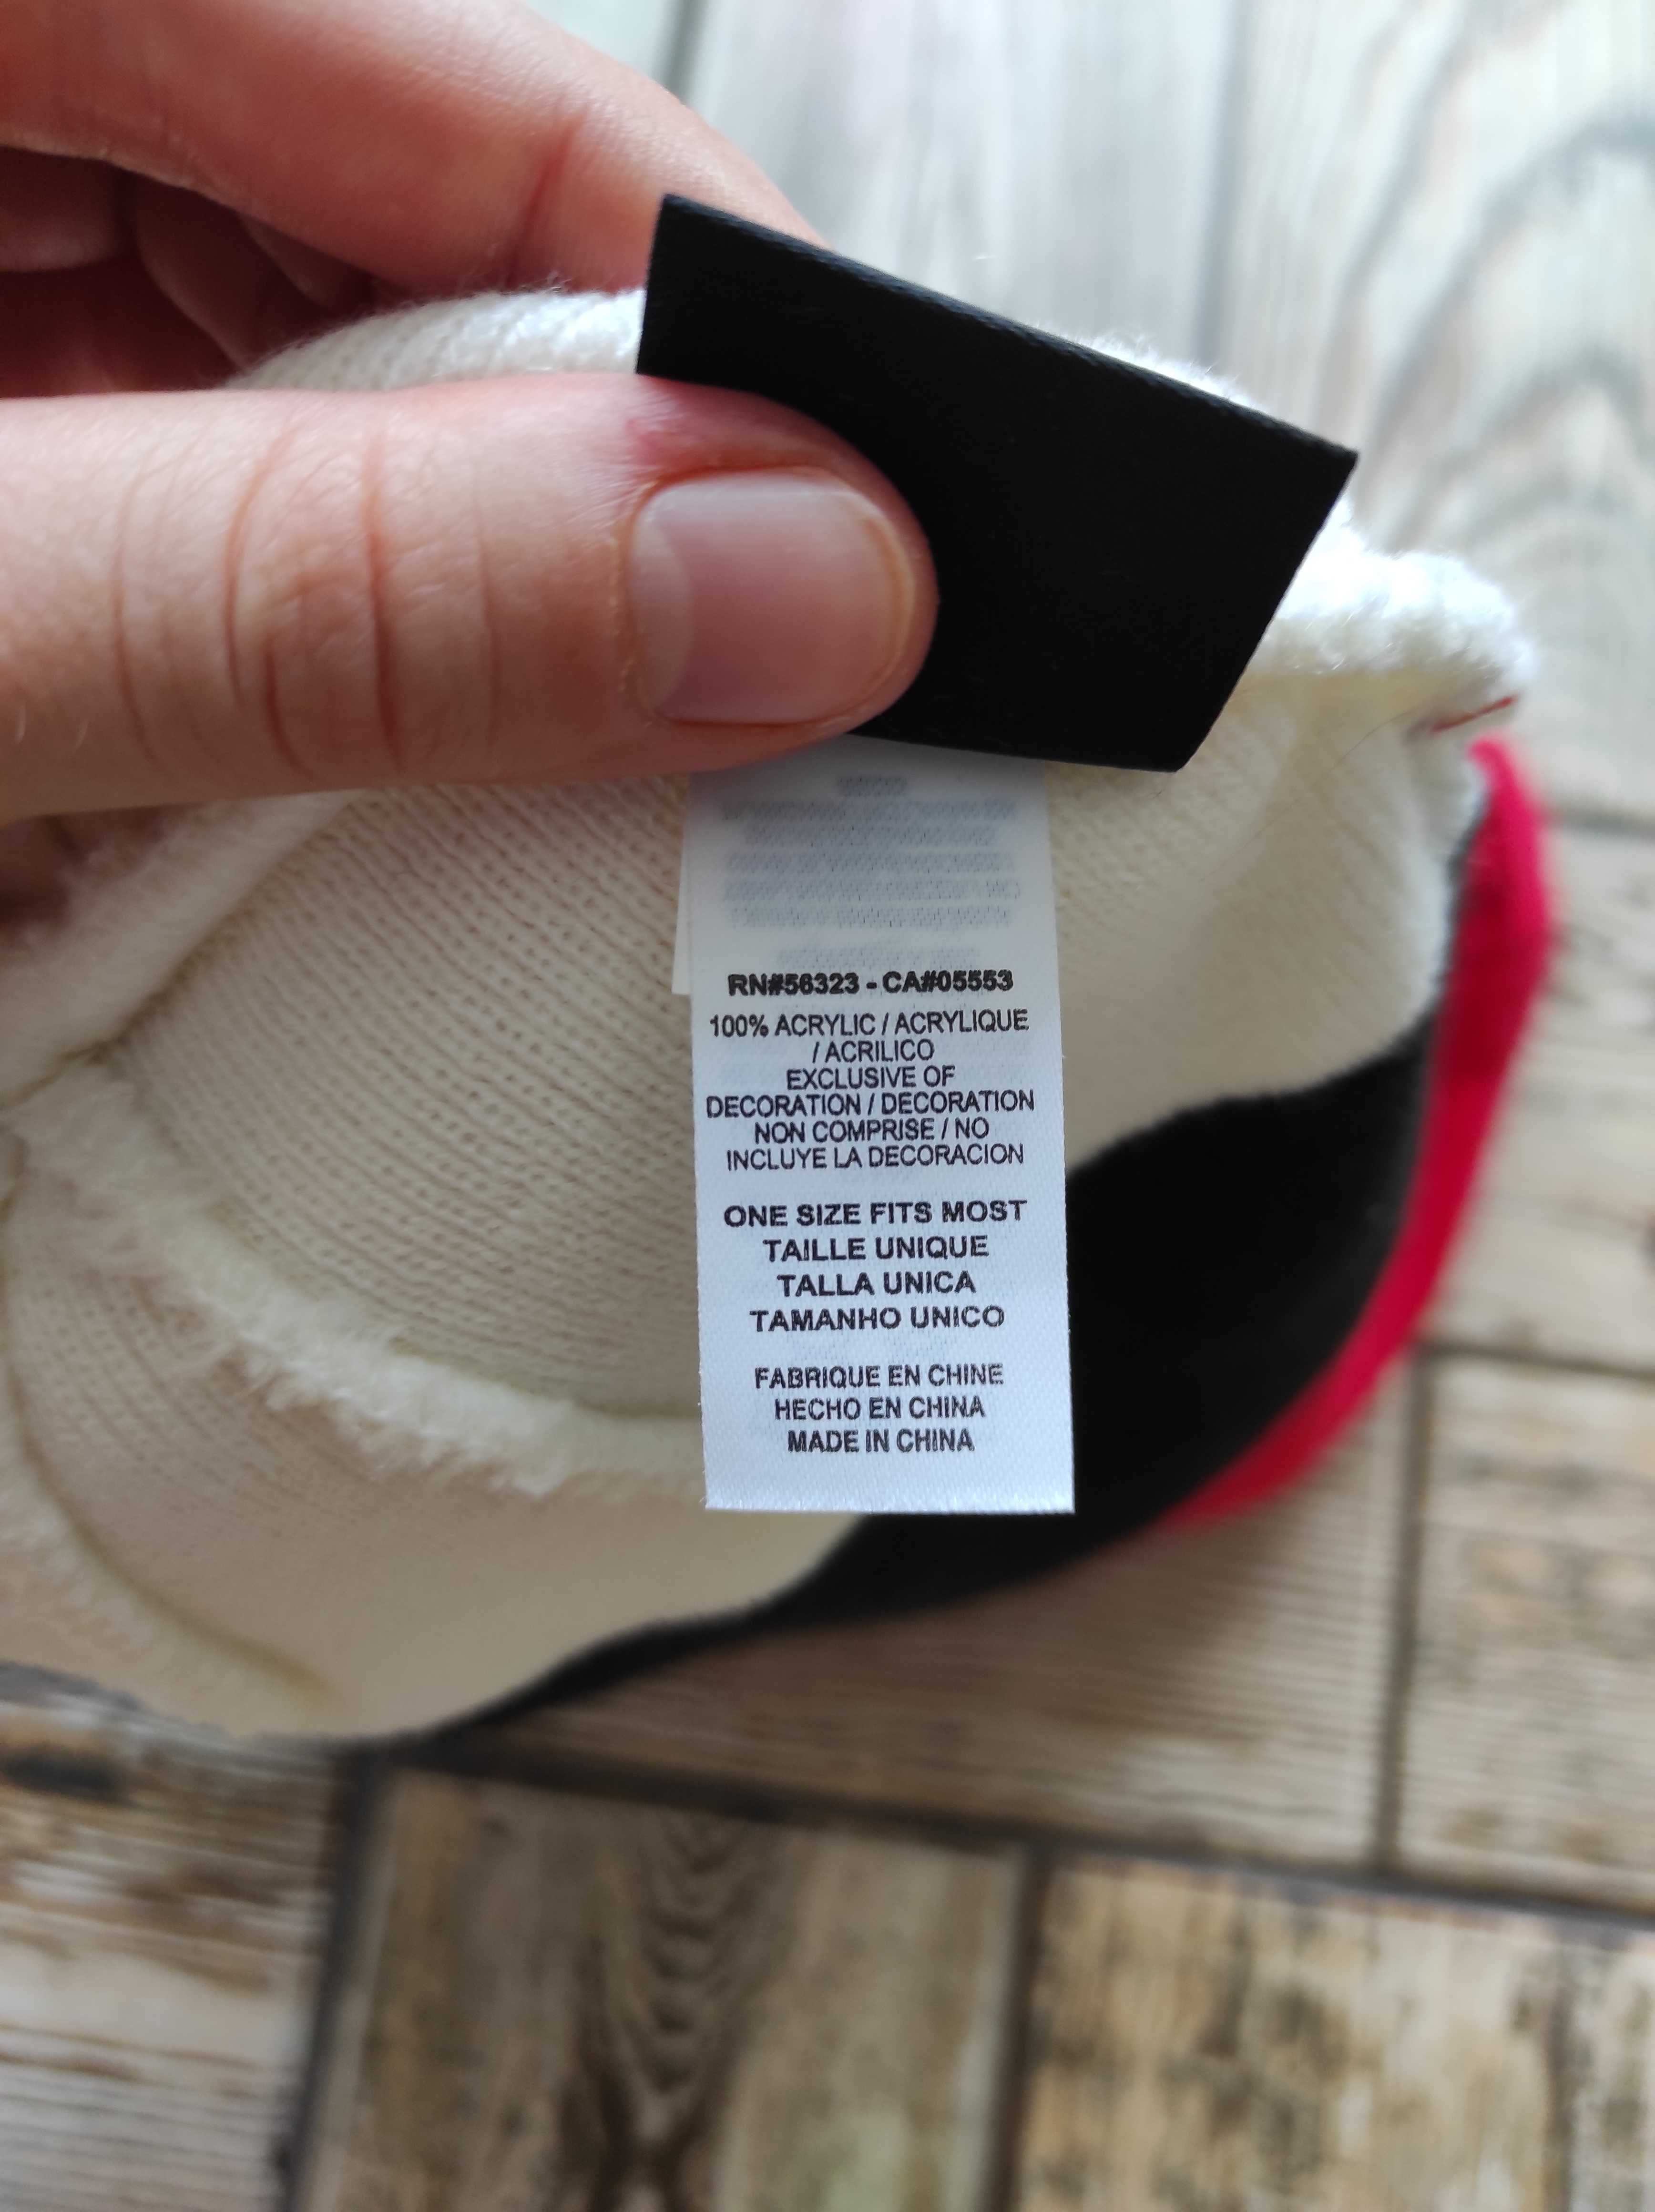 RN#56323 - CA#05553
100% ACRYLIC / ACRYLIQUE
/ ACRILICO
EXCLUSIVE OF
DECORATION / DECORATION
NON COMPRISE / NO
INCLUYE LA DECORACION
ONE SIZE FITS MOST
TAILLE UNIQUE
TALLA UNICA
TAMANHO UNICO
FABRIQUE EN CHINE
HECHO EN CHINA
MADE IN CHINA